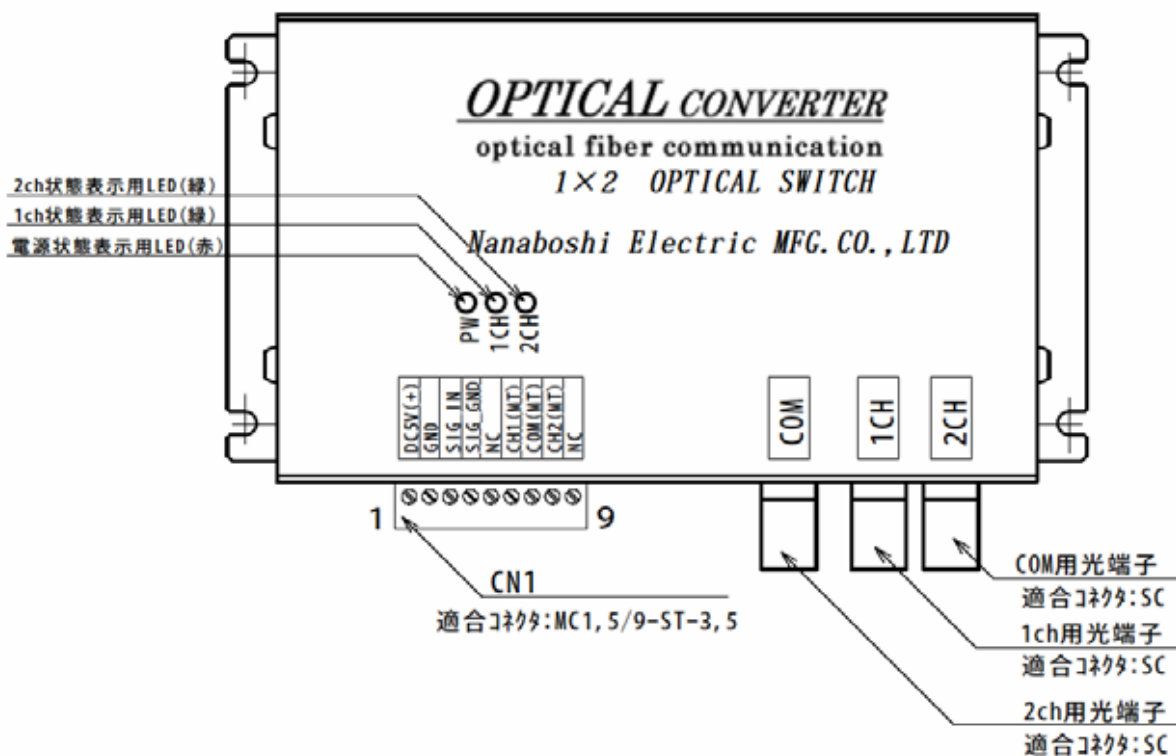 OPTICAL CONVERTER
optical fiber communication
1×2 OPTICAL SWITCH
Nanaboshi Electric MFG.CO.,LTD
2ch状態表示用LED(緑)
1ch状態表示用LED(緑)
電源状態表示用LED(赤)
PW
1CH
2CH
DC5V(+)
GND
SIG_IN
SIG_GND
NC
CH1(MT)
COM(MT)
CH2(MT)
NC
COM
1CH
2CH
1
9
CN1
適合コネクタ:MC1,5/9-ST-3,5
COM用光端子
適合コネクタ:SC
1ch用光端子
適合コネクタ:SC
2ch用光端子
適合コネクタ:SC